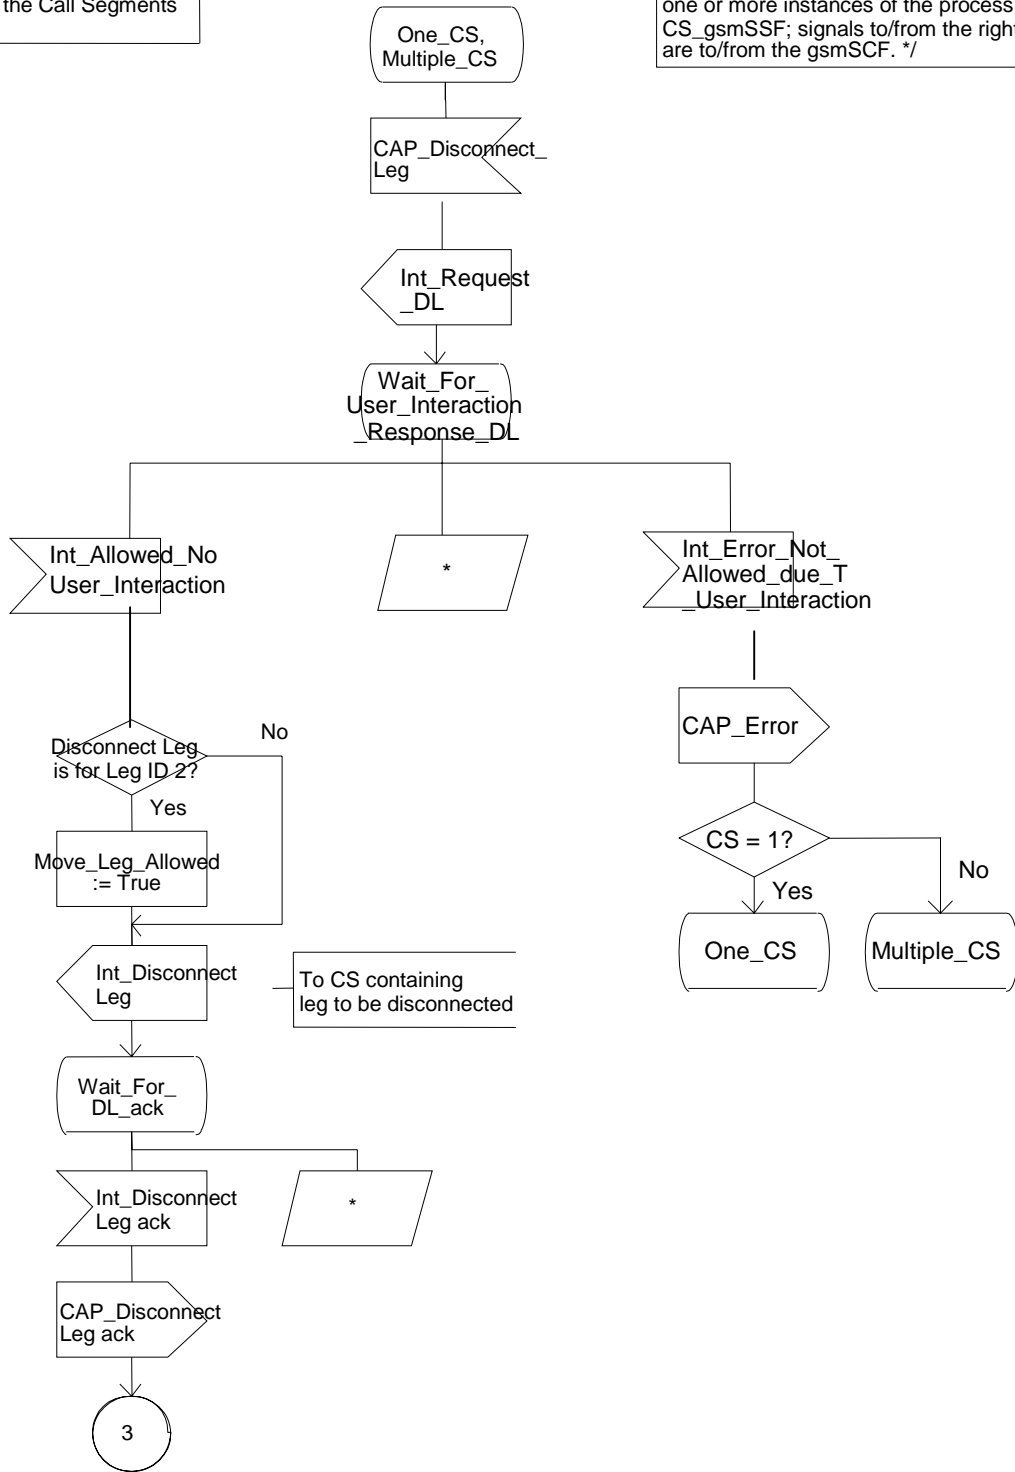 the Call Segments
one or more instances of the process
CS_gsmSSF; signals to/from the right
are to/from the gsmSCF. */
One_CS,
Multiple_CS
CAP_Disconnect_
Leg
Int_Request
_DL
Wait_For_
User_Interaction
_Response_DL
Int_Allowed_No
User_Interaction
*
Int_Error_Not_
Allowed_due_T
_User_Interaction
Disconnect Leg
is for Leg ID 2?
No
Yes
Move_Leg_Allowed
:= True
CAP_Error
CS = 1?
No
Yes
One_CS
Multiple_CS
Int_Disconnect
Leg
To CS containing
leg to be disconnected
Wait_For_
DL_ack
Int_Disconnect
Leg ack
*
CAP_Disconnect
Leg ack
3